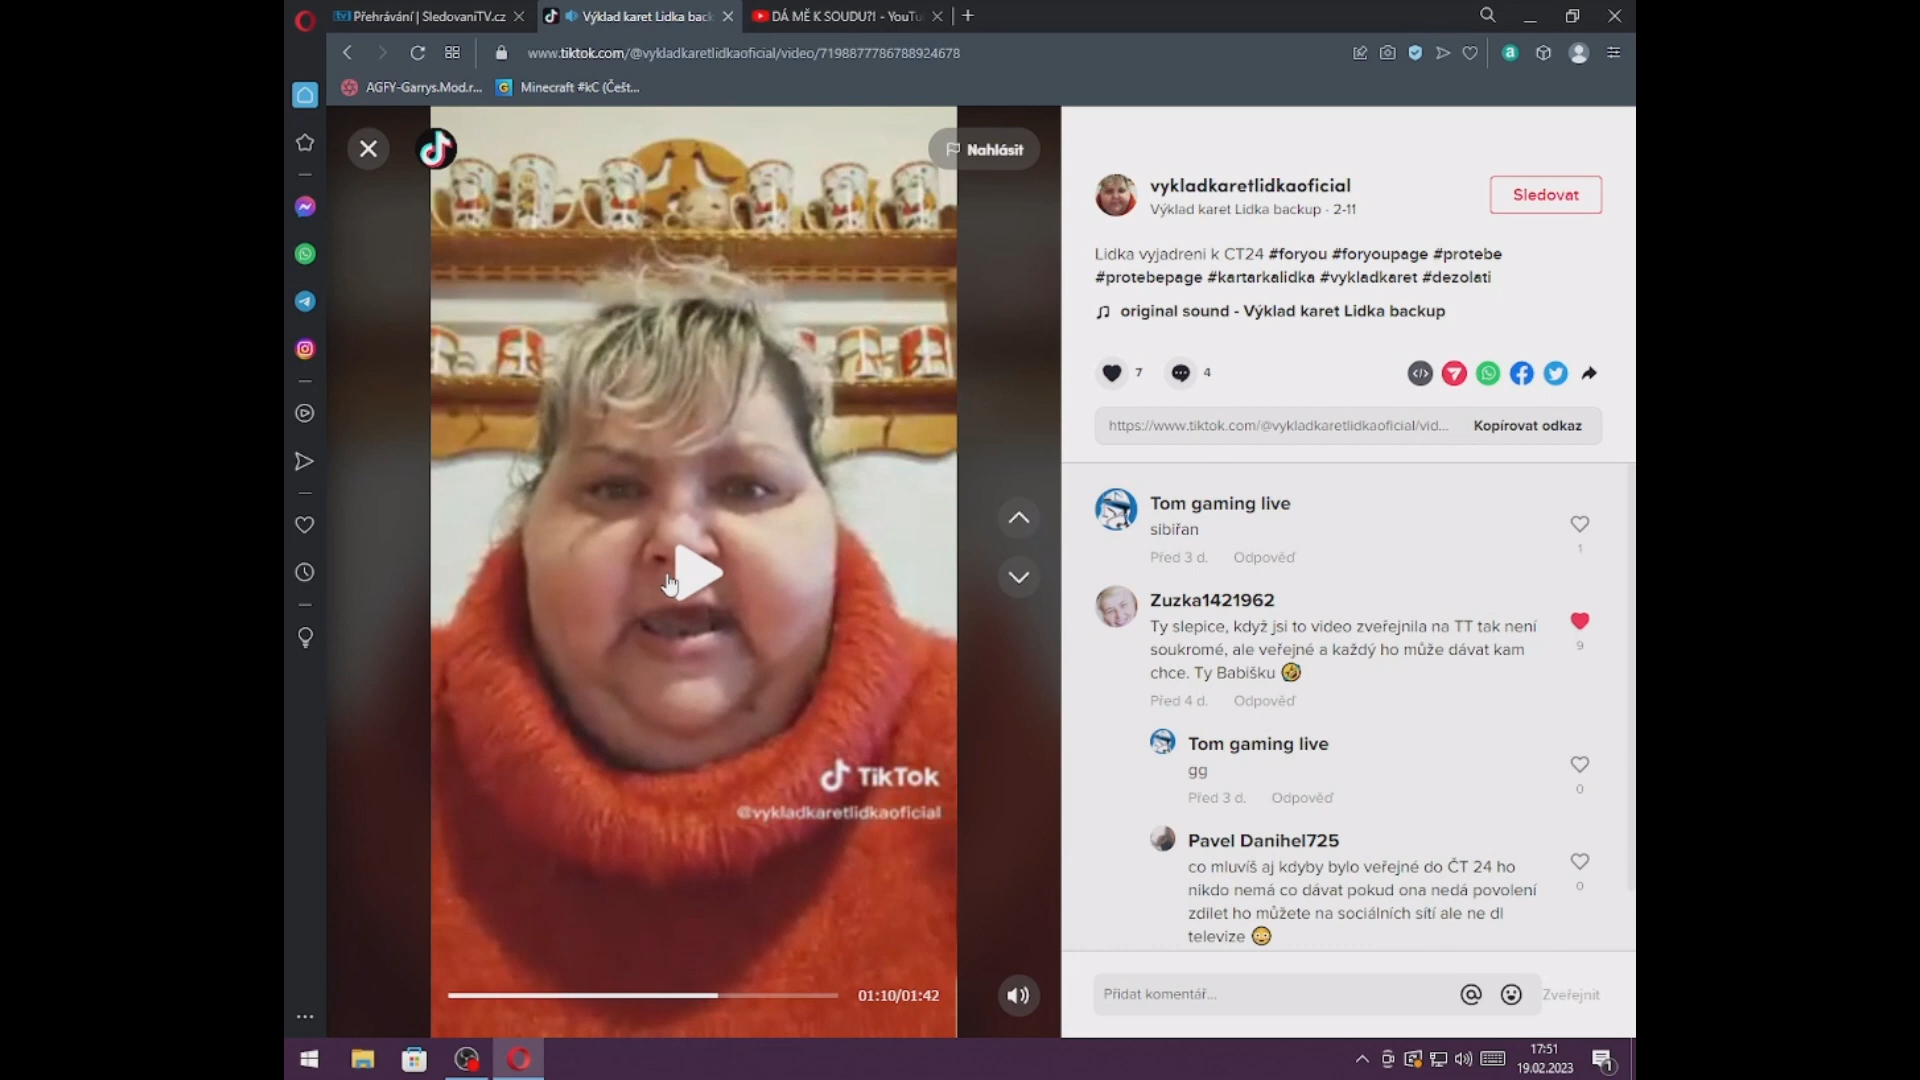 Přehrávání | SledovaniTV.cz
Výklad karet Lidka bac
DÁ MĚ K SOUDU?! - YouTu
www.tiktok.com/@vykladkaretlidkaoficial/video/7198877786788924678
AGFY-Garrys.Mod.r...
Minecraft #kC (Češt...
Nahlásit
vykladkaretlidkaoficial
Výklad karet Lidka backup · 2-11
Sledovat
Lidka vyjadreni k CT24 #foryou #foryoupage #protebe
#protebepage #kartarkalidka #vykladkaret #dezolati
original sound - Výklad karet Lidka backup
7
4
https://www.tiktok.com/@vykladkaretlidkaoficial/vid...
Kopírovat odkaz
Tom gaming live
sibiřan
Před 3 d.
Odpověď
1
Zuzka1421962
Ty slepice, když jsi to video zveřejnila na TT tak není
soukromé, ale veřejné a každý ho může dávat kam
chce. Ty Babišku 🤣
9
Před 4 d.
Odpověď
Tom gaming live
gg
Před 3 d.
Odpověď
0
Pavel Danihel725
co mluvíš aj kdyby bylo veřejné do ČT 24 ho
nikdo nemá co dávat pokud ona nedá povolení
zdílet ho můžete na sociálních sítí ale ne dl
televize 😳
0
TikTok
@vykladkaretlidkaoficial
01:10/01:42
Přidat komentář...
Zveřejnit
17:51
19.02.2023
1